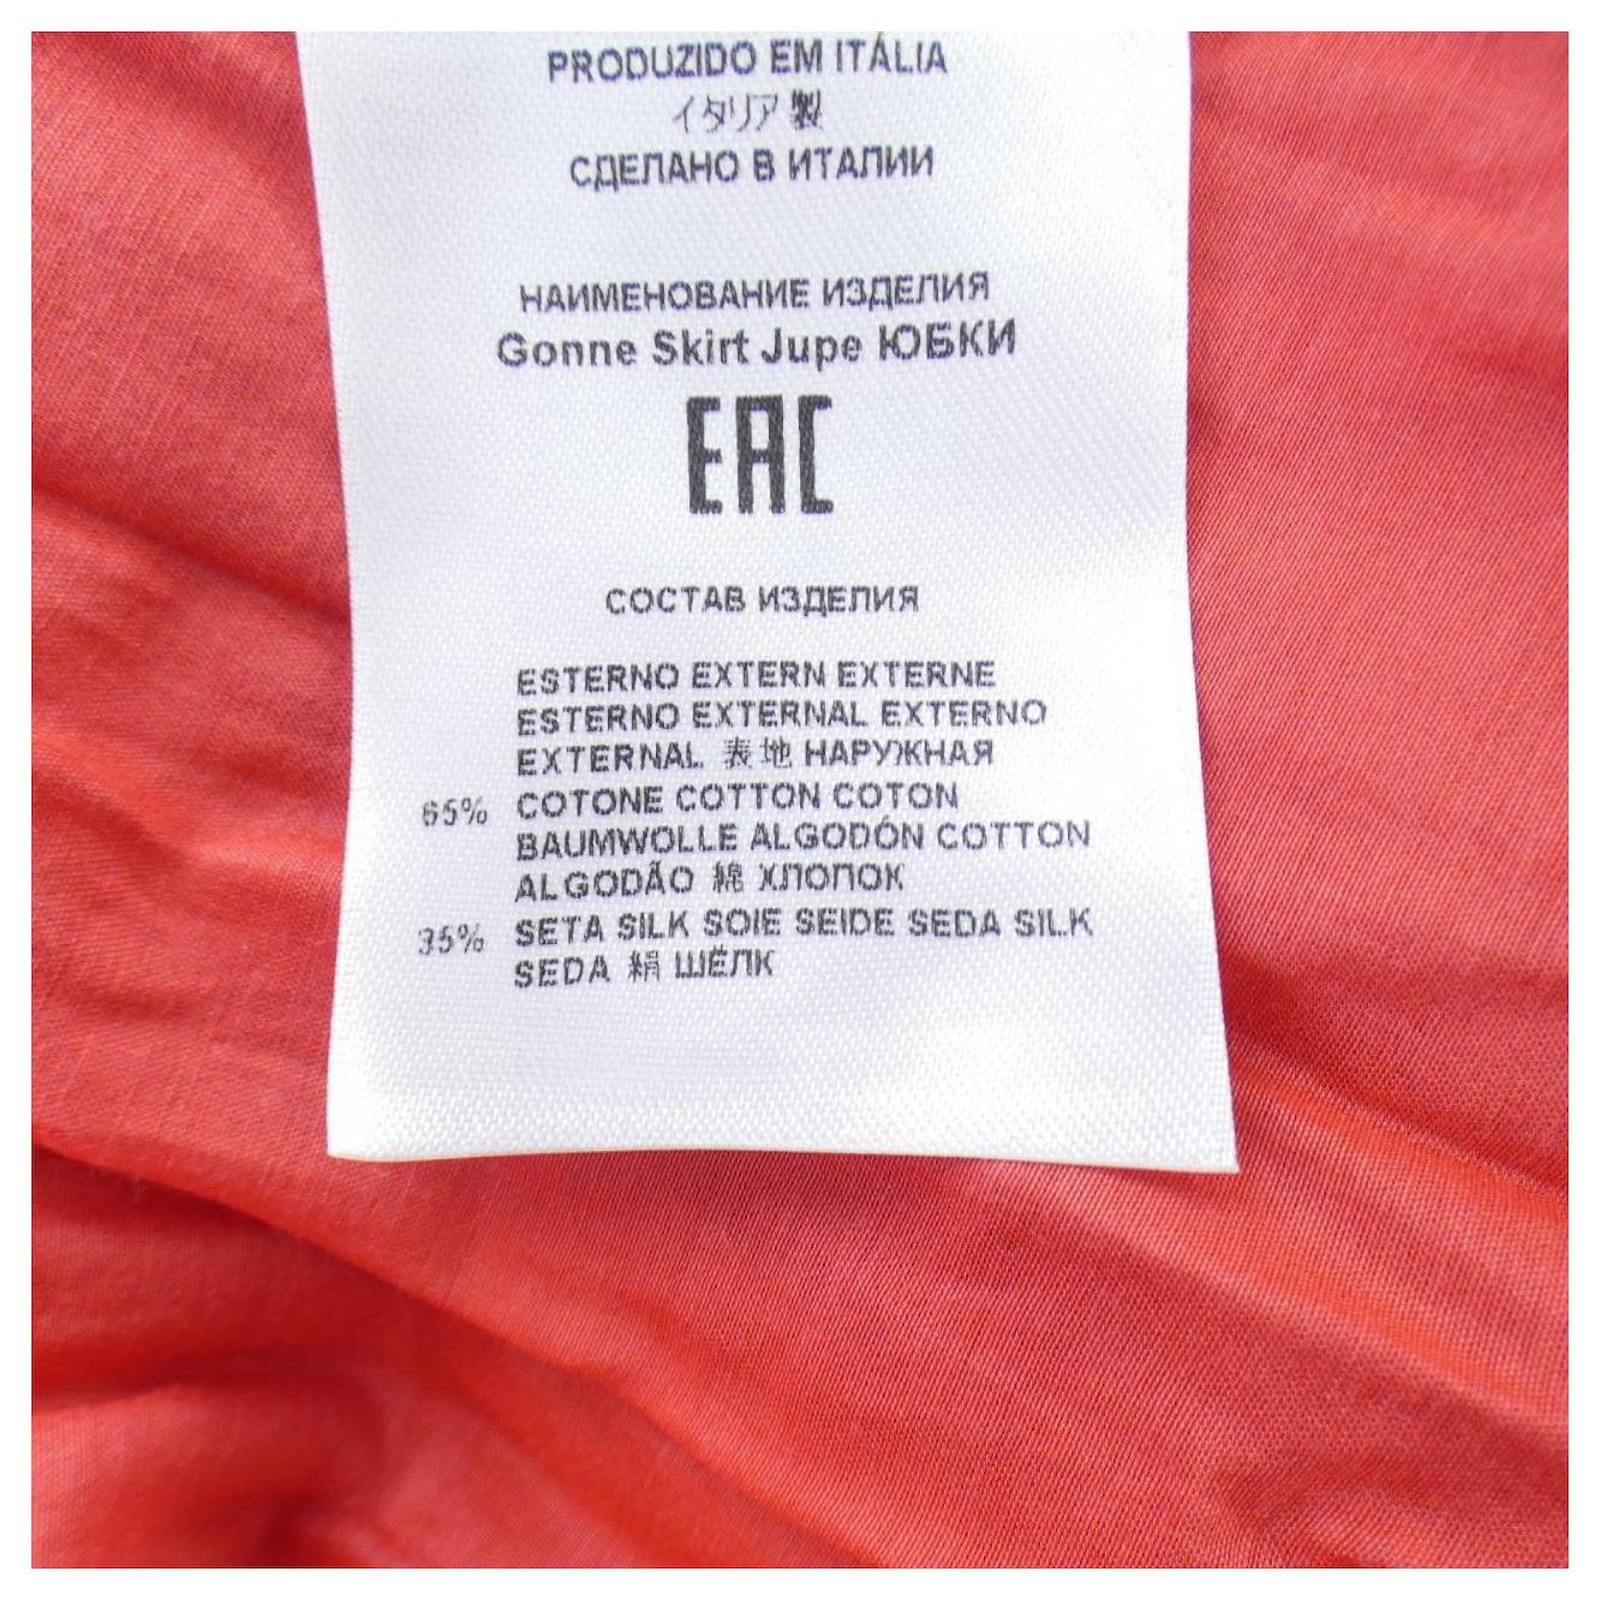 PRODUZIDO EM ITÁLIA
イタリア製
СДЕЛАНО В ИТАЛИИ
НАИМЕНОВАНИЕ ИЗДЕЛИЯ
Gonne Skirt Jupe ЮБКИ
EAC
СОСТАВ ИЗДЕЛИЯ
ESTERNO EXTERN EXTERNE
ESTERNO EXTERNAL EXTERNO
EXTERNAL 表地 НАРУЖНАЯ
65% COTONE COTTON COTON
BAUMWOLLE ALGODÓN COTTON
ALGODÃO 綿 ХЛОПОК
35% SETA SILK SOIE SEIDE SEDA SILK
SEDA 絹 ШЁЛК